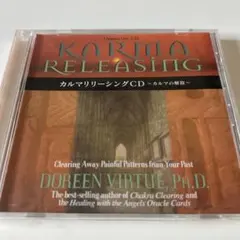 KARMA
RELEASING
カルマリリーシングCD ～カルマの解放～
Clearing Away Painful Patterns from Your Past
DOREEN VIRTUE, Ph.D.
The best-selling author of Chakra Clearing and
the Healing with the Angels Oracle Cards